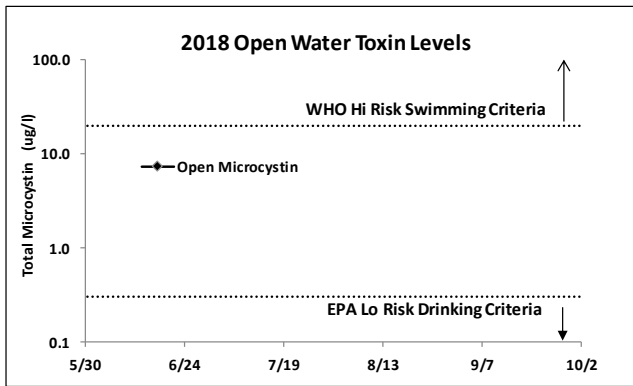 2018 Open Water Toxin Levels
100.0
WHO Hi Risk Swimming Criteria
10.0
Open Microcystin
Total Microcystin (ug/l)
1.0
EPA Lo Risk Drinking Criteria
0.1
5/30 6/24 7/19 8/13 9/7 10/2